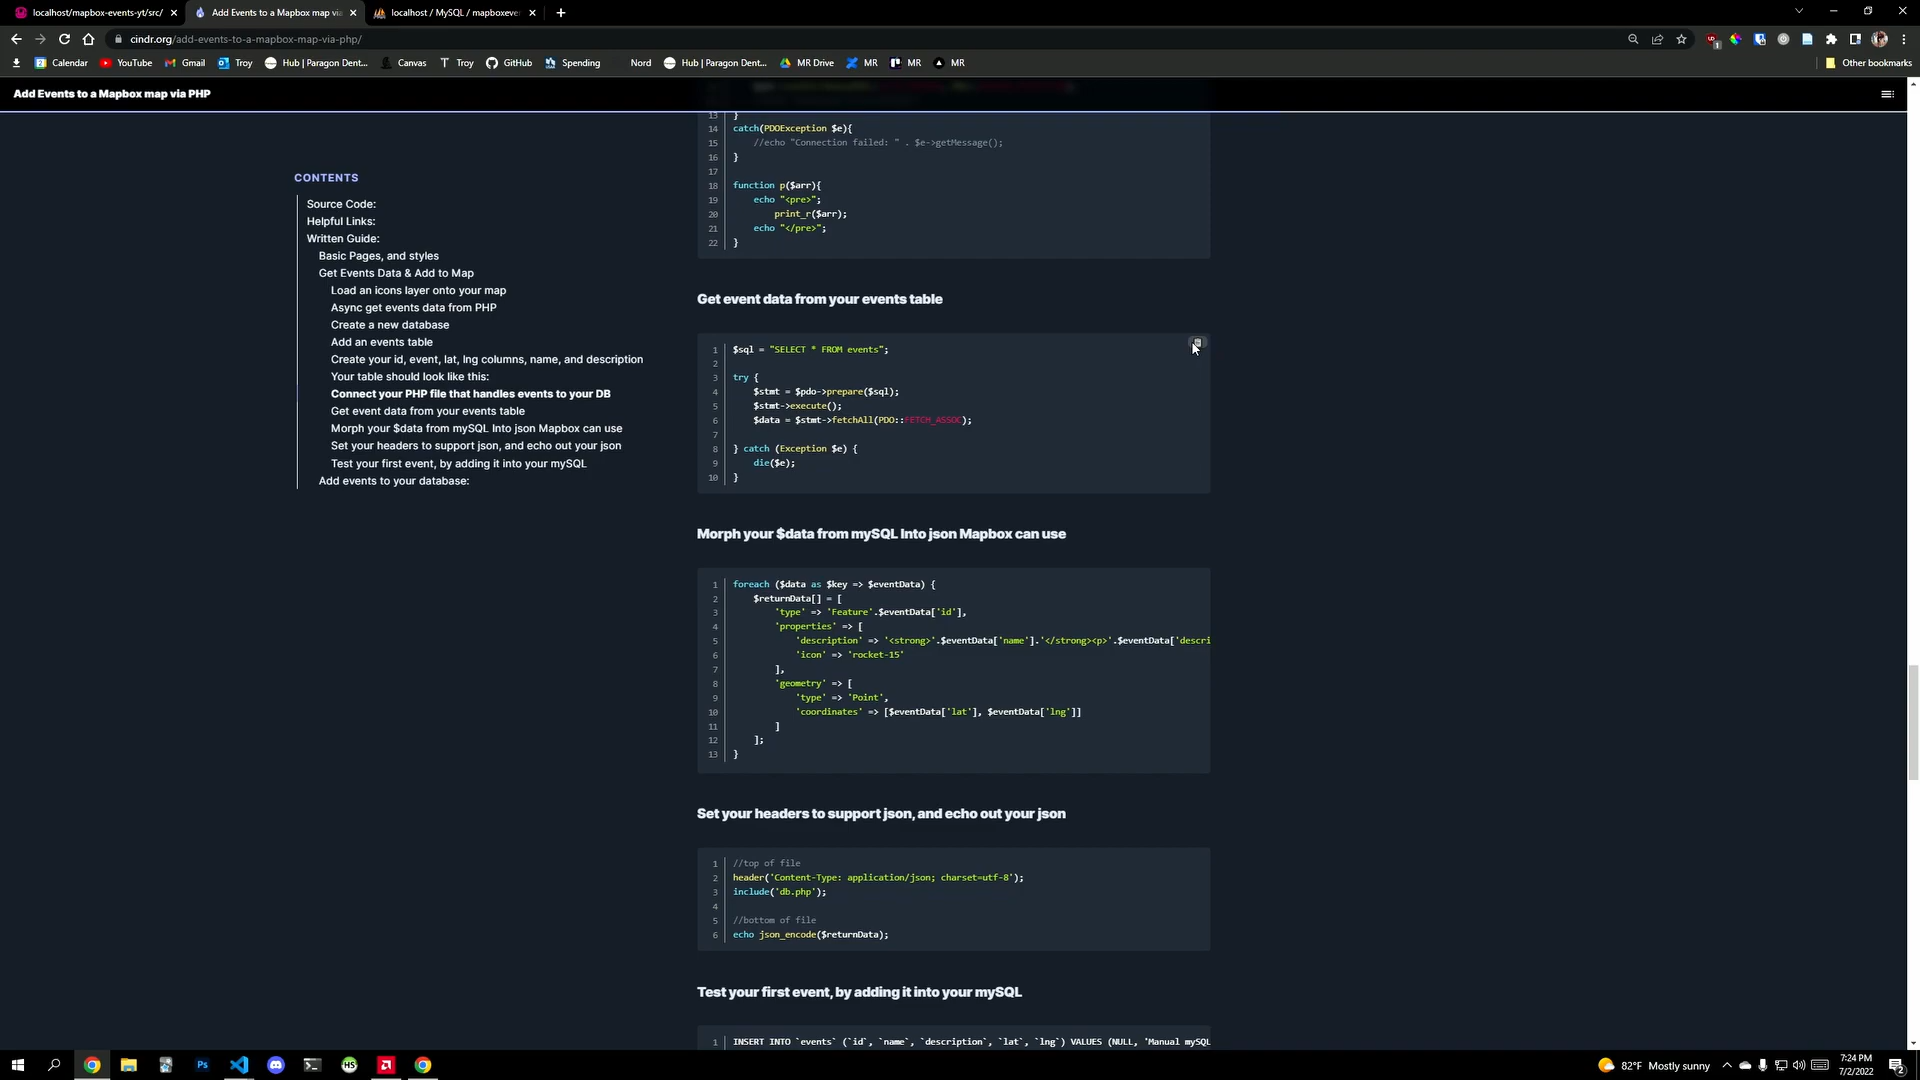 localhost/mapbox-events-yt/src/
Add Events to a Mapbox map via
localhost / MySQL / mapboxeve
cindr.org/add-events-to-a-mapbox-map-via-php/
Calendar YouTube Gmail Troy Hub | Paragon Dent... Canvas Troy GitHub Spending Nord Hub | Paragon Dent... MR Drive MR MR MR Other bookmarks
Add Events to a Mapbox map via PHP
CONTENTS
Source Code:
Helpful Links:
Written Guide:
Basic Pages, and styles
Get Events Data & Add to Map
Load an icons layer onto your map
Async get events data from PHP
Create a new database
Add an events table
Create your id, event, lat, lng columns, name, and description
Your table should look like this:
Connect your PHP file that handles events to your DB
Get event data from your events table
Morph your $data from mySQL Into json Mapbox can use
Set your headers to support json, and echo out your json
Test your first event, by adding it into your mySQL
Add events to your database:
13 }
14 catch(PDOException $e){
15 //echo "Connection failed: " . $e->getMessage();
16 }
17
18 function p($arr){
19 echo "<pre>";
20 print_r($arr);
21 echo "</pre>";
22 }
Get event data from your events table
1 $sql = "SELECT * FROM events";
2
3 try {
4 $stmt = $pdo->prepare($sql);
5 $stmt->execute();
6 $data = $stmt->fetchAll(PDO::FETCH_ASSOC);
7
8 } catch (Exception $e) {
9 die($e);
10 }
Morph your $data from mySQL Into json Mapbox can use
1 foreach ($data as $key => $eventData) {
2 $returnData[] = [
3 'type' => 'Feature'.$eventData['id'],
4 'properties' => [
5 'description' => '<strong>'.$eventData['name'].'</strong><p>'.$eventData['descri
6 'icon' => 'rocket-15'
7 ],
8 'geometry' => [
9 'type' => 'Point',
10 'coordinates' => [$eventData['lat'], $eventData['lng']]
11 ]
12 ];
13 }
Set your headers to support json, and echo out your json
1 //top of file
2 header('Content-Type: application/json; charset=utf-8');
3 include('db.php');
4
5 //bottom of file
6 echo json_encode($returnData);
Test your first event, by adding it into your mySQL
1 INSERT INTO `events` (`id`, `name`, `description`, `lat`, `lng`) VALUES (NULL, 'Manual mySQL
82°F Mostly sunny
7:24 PM
7/2/2022